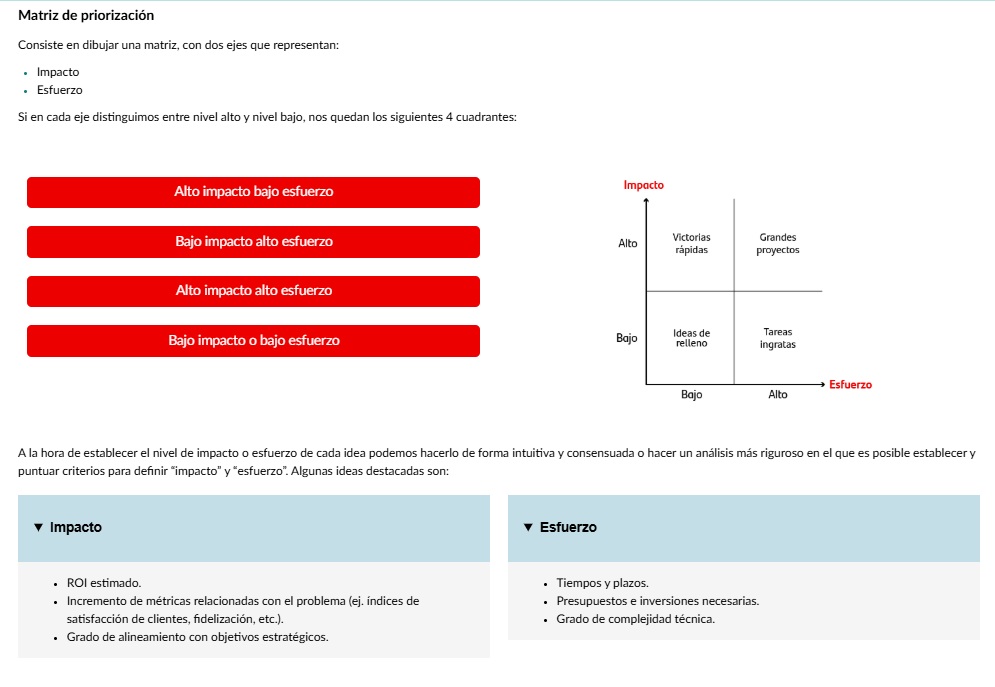 Matriz de priorización
Consiste en dibujar una matriz, con dos ejes que representan:
Impacto
Esfuerzo
Si en cada eje distinguimos entre nivel alto y nivel bajo, nos quedan los siguientes 4 cuadrantes:
Alto impacto bajo esfuerzo
Bajo impacto alto esfuerzo
Alto impacto alto esfuerzo
Bajo impacto o bajo esfuerzo
Impacto
Alto
Victorias
rápidas
Grandes
proyectos
Bajo
Ideas de
relleno
Tareas
ingratas
Esfuerzo
Bajo
Alto
A la hora de establecer el nivel de impacto o esfuerzo de cada idea podemos hacerlo de forma intuitiva y consensuada o hacer un análisis más riguroso en el que es posible establecer y
puntuar criterios para definir “impacto” y “esfuerzo”. Algunas ideas destacadas son:
Impacto
ROI estimado.
Incremento de métricas relacionadas con el problema (ej. índices de
satisfacción de clientes, fidelización, etc.).
Grado de alineamiento con objetivos estratégicos.
Esfuerzo
Tiempos y plazos.
Presupuestos e inversiones necesarias.
Grado de complejidad técnica.